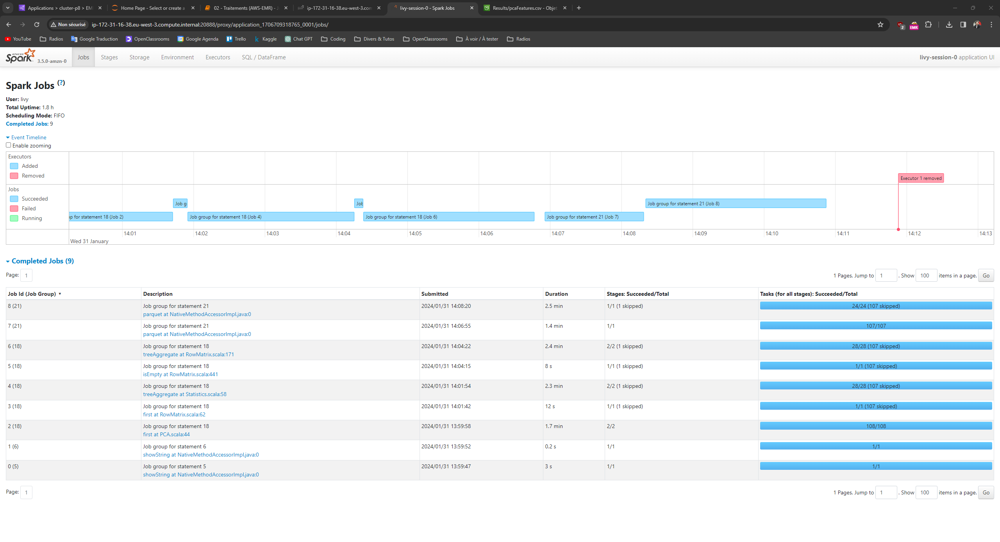 Applications > cluster-p8 > EMI
Home Page - Select or create a
02 - Traitements (AWS-EMR) - J
ip-172-31-16-38.eu-west-3.com
livy-session-0 - Spark Jobs
Results/pcaFeatures.csv - Objet
Non sécurisé
ip-172-31-16-38.eu-west-3.compute.internal:20888/proxy/application_1706709318765_0001/jobs/
2
EMR
YouTube
Radios
Google Traduction
OpenClassrooms
31
Google Agenda
Trello
Kaggle
Chat GPT
Coding
Divers & Tutos
OpenClassrooms
À voir / À tester
Radios
APACHE Spark 3.5.0-amzn-0
Jobs
Stages
Storage
Environment
Executors
SQL / DataFrame
livy-session-0 application UI
Spark Jobs (?)
User: livy
Total Uptime: 1.8 h
Scheduling Mode: FIFO
Completed Jobs: 9
Event Timeline
Enable zooming
Executors
Added
Removed
Executor 1 removed
Jobs
Succeeded
Failed
Running
Job g
Job
Job group for statement 21 (Job 8)
up for statement 18 (Job 2)
Job group for statement 18 (Job 4)
Job group for statement 18 (Job 6)
Job group for statement 21 (Job 7)
14:01 14:02 14:03 14:04 14:05 14:06 14:07 14:08 14:09 14:10 14:11 14:12 14:13
Wed 31 January
Completed Jobs (9)
Page: 1
1 Pages. Jump to 1 . Show 100 items in a page. Go
Job Id (Job Group) ▾ Description Submitted Duration Stages: Succeeded/Total Tasks (for all stages): Succeeded/Total
8 (21) Job group for statement 21 2024/01/31 14:08:20 2.5 min 1/1 (1 skipped) 24/24 (107 skipped)
parquet at NativeMethodAccessorImpl.java:0
7 (21) Job group for statement 21 2024/01/31 14:06:55 1.4 min 1/1 107/107
parquet at NativeMethodAccessorImpl.java:0
6 (18) Job group for statement 18 2024/01/31 14:04:22 2.4 min 2/2 (1 skipped) 28/28 (107 skipped)
treeAggregate at RowMatrix.scala:171
5 (18) Job group for statement 18 2024/01/31 14:04:15 8 s 1/1 (1 skipped) 1/1 (107 skipped)
isEmpty at RowMatrix.scala:441
4 (18) Job group for statement 18 2024/01/31 14:01:54 2.3 min 2/2 (1 skipped) 28/28 (107 skipped)
treeAggregate at Statistics.scala:58
3 (18) Job group for statement 18 2024/01/31 14:01:42 12 s 1/1 (1 skipped) 1/1 (107 skipped)
first at RowMatrix.scala:62
2 (18) Job group for statement 18 2024/01/31 13:59:58 1.7 min 2/2 108/108
first at PCA.scala:44
1 (6) Job group for statement 6 2024/01/31 13:59:52 0.2 s 1/1 1/1
showString at NativeMethodAccessorImpl.java:0
0 (5) Job group for statement 5 2024/01/31 13:59:47 3 s 1/1 1/1
showString at NativeMethodAccessorImpl.java:0
Page: 1
1 Pages. Jump to 1 . Show 100 items in a page. Go